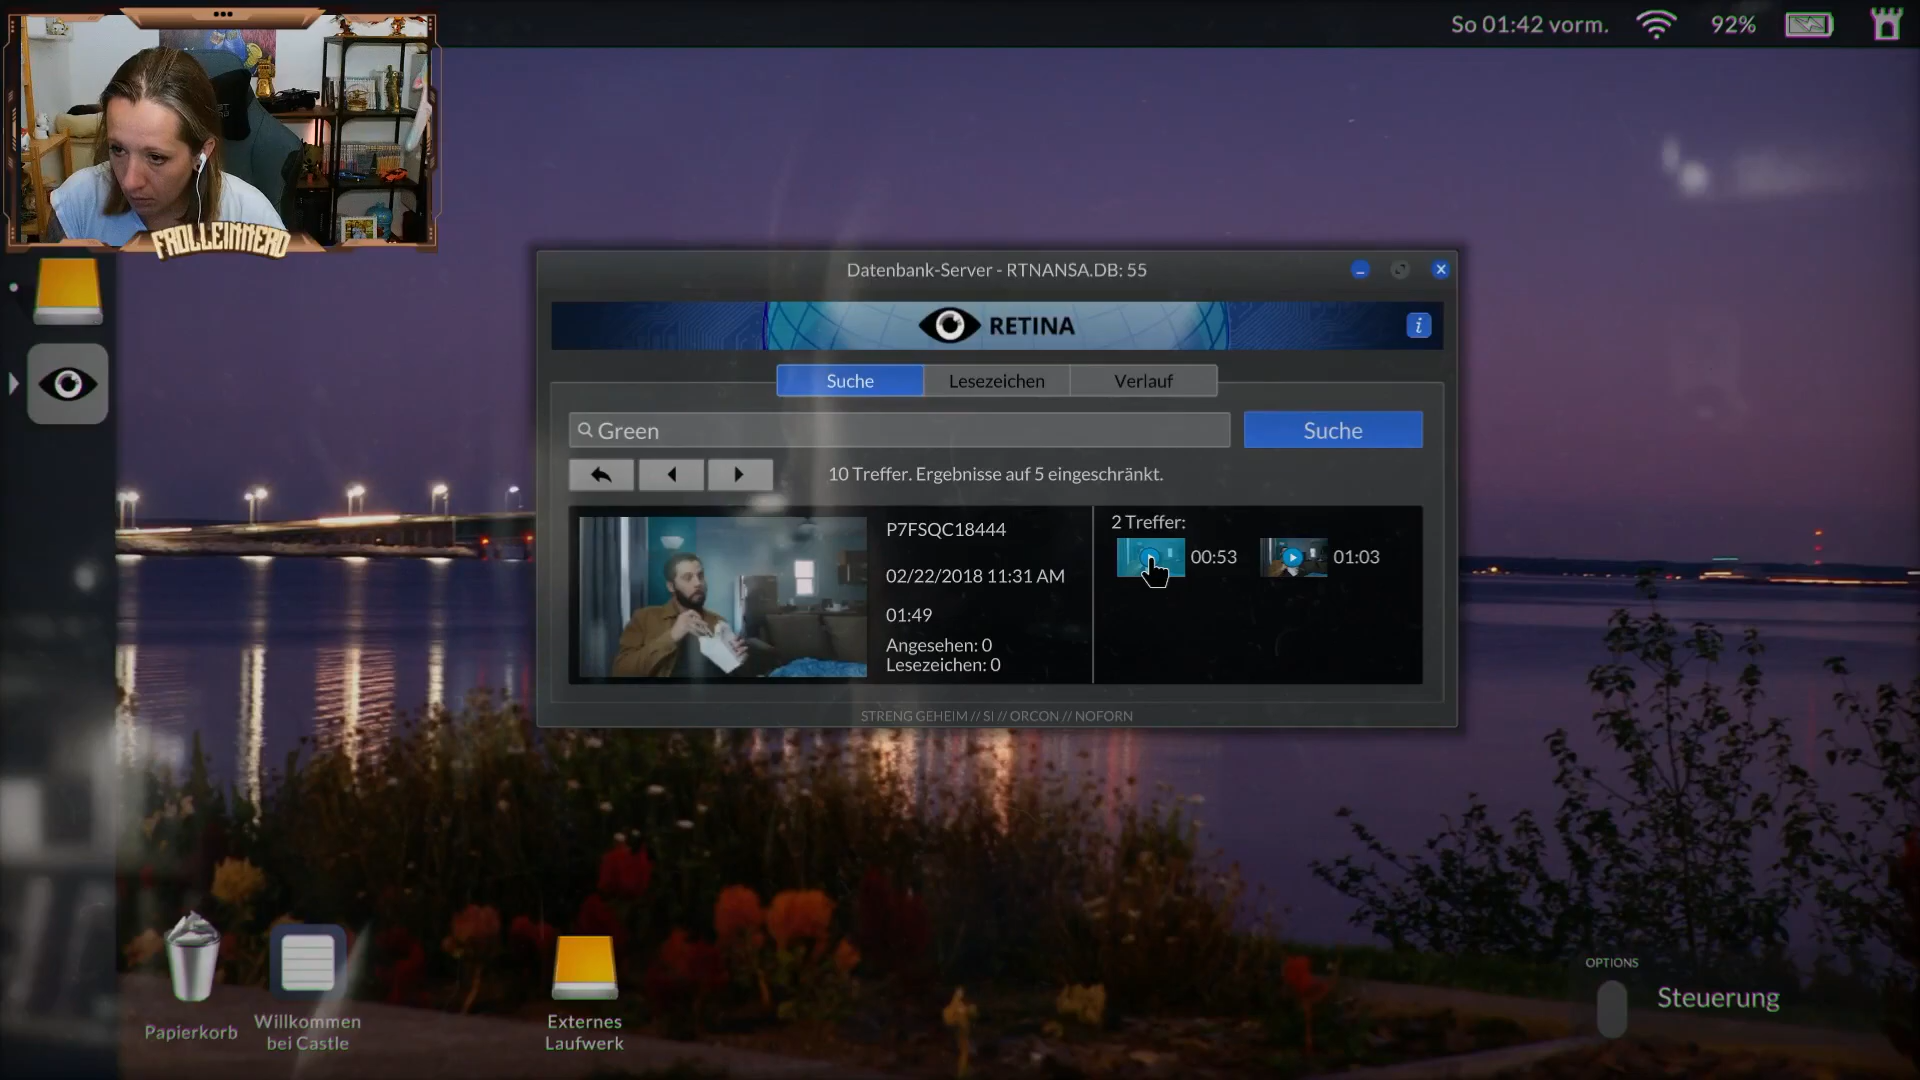 So 01:42 vorm.
92%
FROLLEINNERD
Datenbank-Server - RTNANSA.DB: 55
RETINA
i
Suche
Lesezeichen
Verlauf
Green
Suche
10 Treffer. Ergebnisse auf 5 eingeschränkt.
P7FSQC18444
02/22/2018 11:31 AM
01:49
Angesehen: 0
Lesezeichen: 0
2 Treffer:
00:53
01:03
STRENG GEHEIM // SI // ORCON // NOFORN
Papierkorb
Willkommen
bei Castle
Externes
Laufwerk
OPTIONS
Steuerung